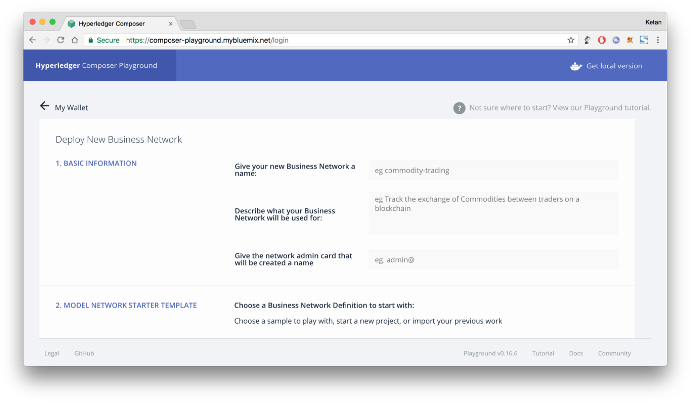 Hyperledger Composer
Ketan
Secure https://composer-playground.mybluemix.net/login
Hyperledger Composer Playground
Get local version
My Wallet
? Not sure where to start? View our Playground tutorial.
Deploy New Business Network
1. BASIC INFORMATION
Give your new Business Network a
name:
eg commodity-trading
Describe what your Business
Network will be used for:
eg Track the exchange of Commodities between traders on a
blockchain
Give the network admin card that
will be created a name
eg. admin@
2. MODEL NETWORK STARTER TEMPLATE
Choose a Business Network Definition to start with:
Choose a sample to play with, start a new project, or import your previous work
Legal GitHub
Playground v0.16.0 Tutorial Docs Community